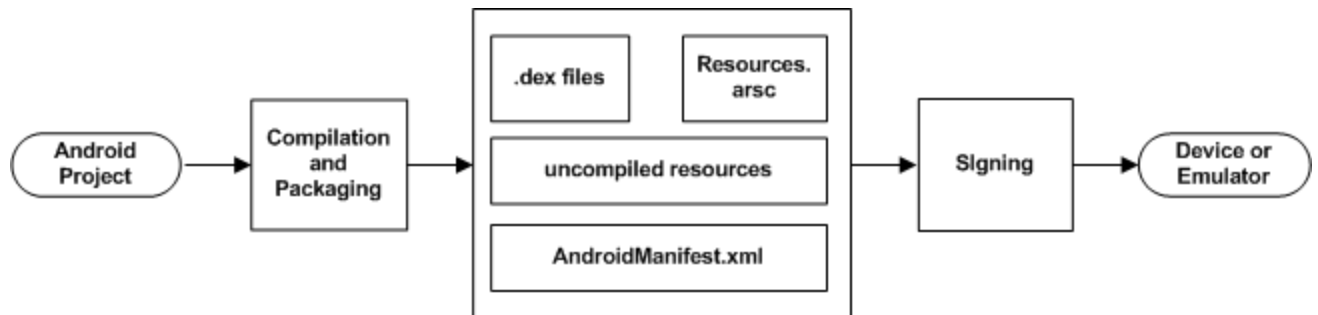 Android
Project
Compilation
and
Packaging
.dex files
Resources.
arsc
uncompiled resources
AndroidManifest.xml
SIgning
Device or
Emulator